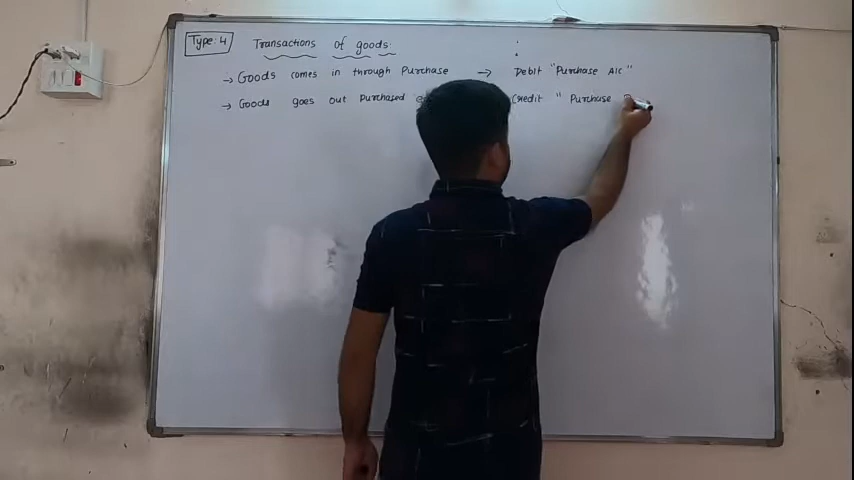 Type: 4 Transactions of goods :
→ Goods comes in through Purchase → Debit "Purchase A/c"
→ Goods goes out Purchased Credit " Purchase